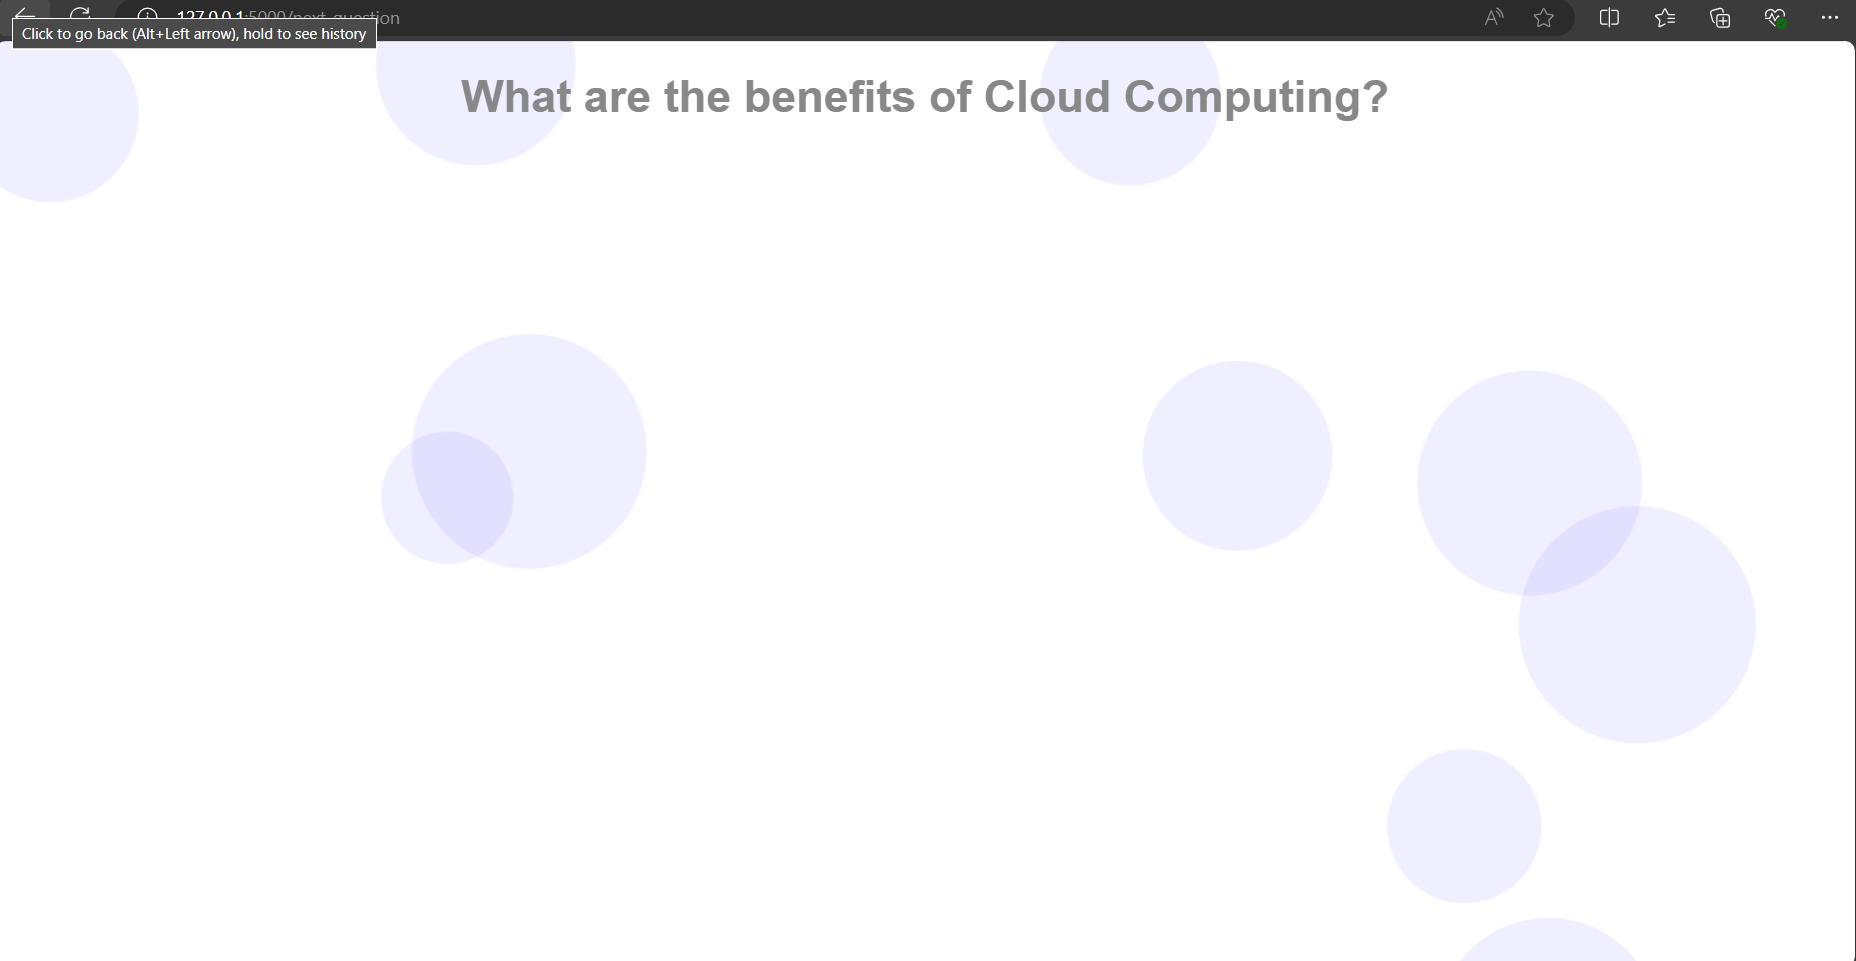 127.0.0.1:5000/next_question
Click to go back (Alt+Left arrow), hold to see history
What are the benefits of Cloud Computing?